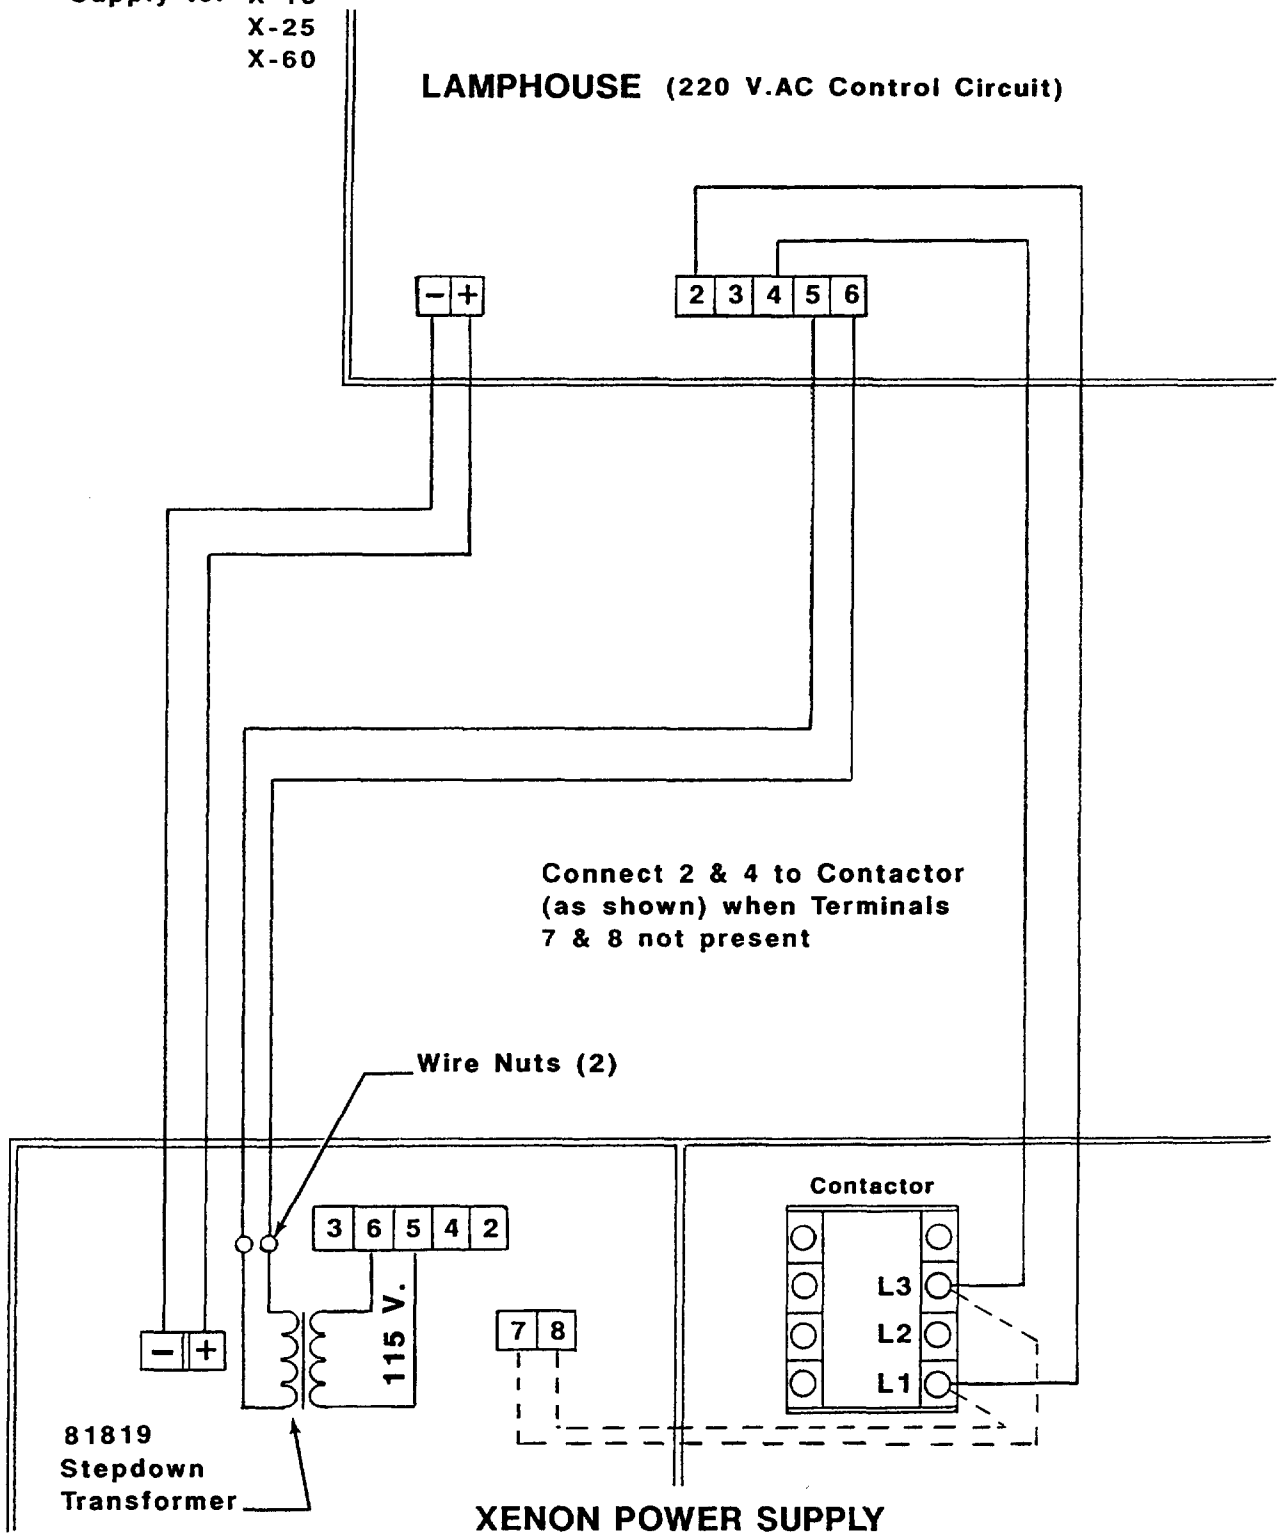 X-25
X-60
LAMPHOUSE (220 V.AC Control Circuit)
- +
2 3 4 5 6
Connect 2 & 4 to Contactor
(as shown) when Terminals
7 & 8 not present
Wire Nuts (2)
Contactor
3 6 5 4 2
L3
115 V.
7 8
L2
- +
L1
81819
Stepdown
Transformer
XENON POWER SUPPLY